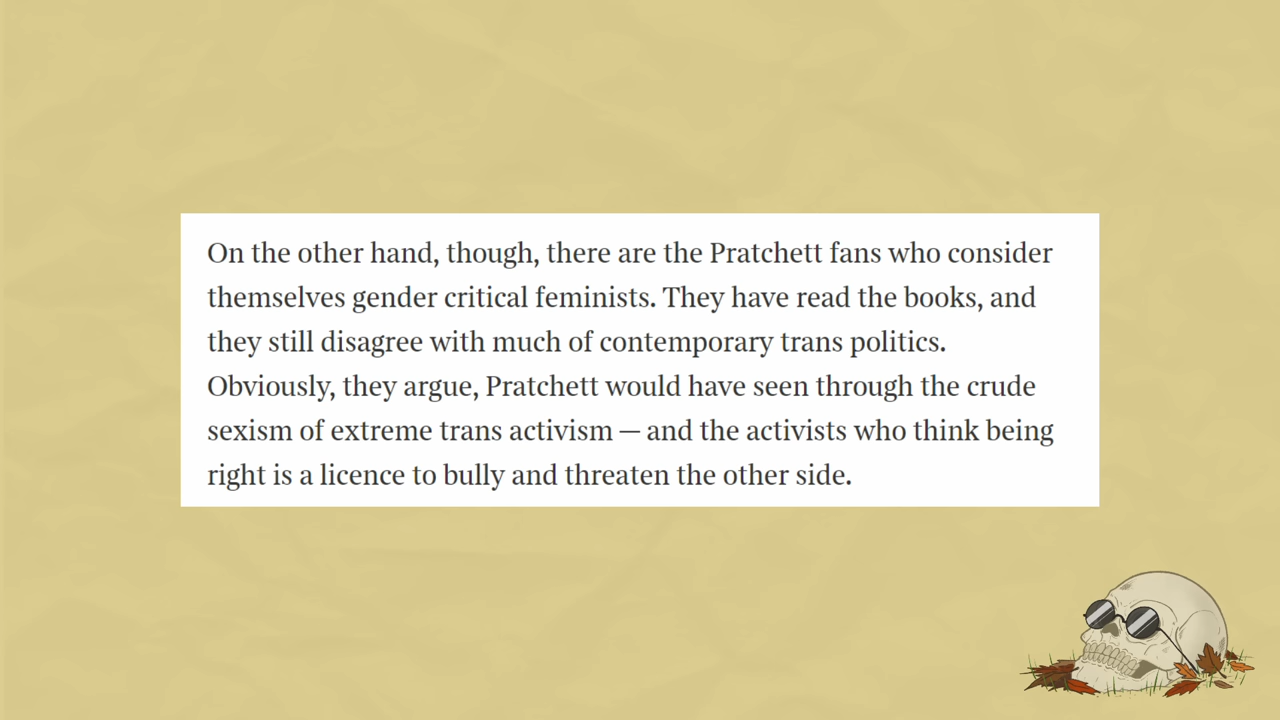 On the other hand, though, there are the Pratchett fans who consider
themselves gender critical feminists. They have read the books, and
they still disagree with much of contemporary trans politics.
Obviously, they argue, Pratchett would have seen through the crude
sexism of extreme trans activism — and the activists who think being
right is a licence to bully and threaten the other side.